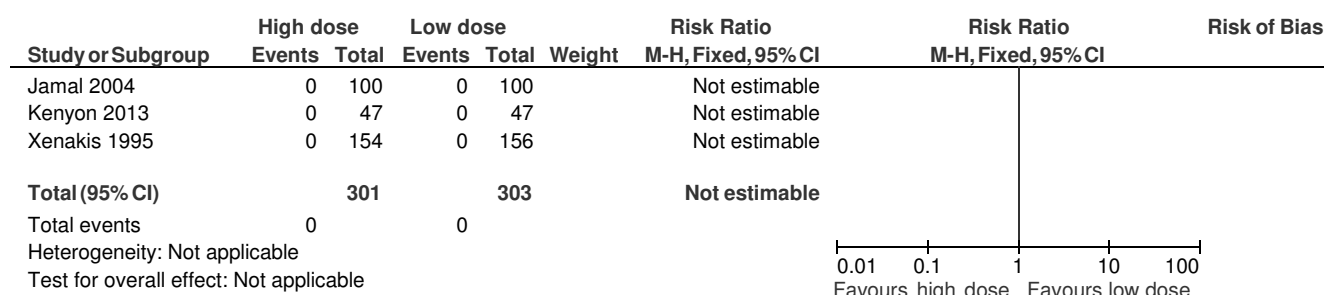 High dose Low dose Risk Ratio Risk Ratio Risk of Bias
Study or Subgroup Events Total Events Total Weight M-H, Fixed, 95% CI M-H, Fixed, 95% CI
Jamal 2004 0 100 0 100 Not estimable
Kenyon 2013 0 47 0 47 Not estimable
Xenakis 1995 0 154 0 156 Not estimable
Total (95% CI) 301 303 Not estimable
Total events 0 0
Heterogeneity: Not applicable
Test for overall effect: Not applicable
0.01 0.1 1 10 100
Favours high dose Favours low dose